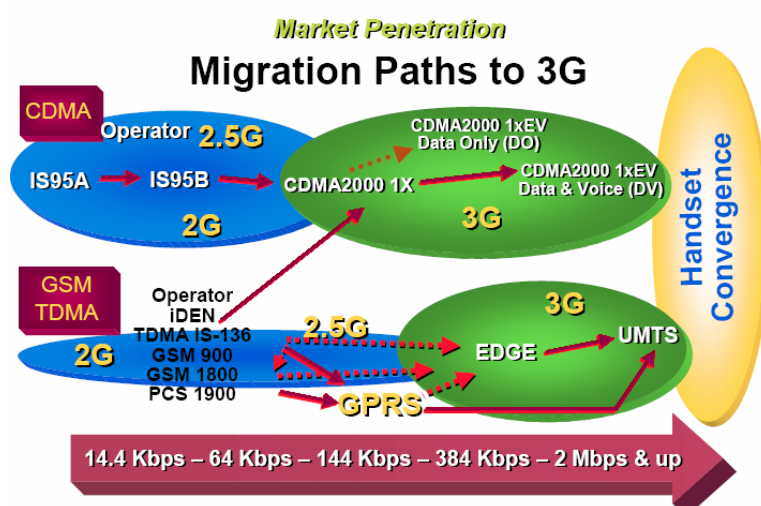 Market Penetration
Migration Paths to 3G
CDMA
Operator
2.5G
IS95A
IS95B
2G
CDMA2000 1X
CDMA2000 1xEV
Data Only (DO)
CDMA2000 1xEV
Data & Voice (DV)
3G
Handset
Convergence
GSM
TDMA
2G
Operator
iDEN
TDMA IS-136
GSM 900
GSM 1800
PCS 1900
2.5G
GPRS
3G
EDGE
UMTS
14.4 Kbps – 64 Kbps – 144 Kbps – 384 Kbps – 2 Mbps & up